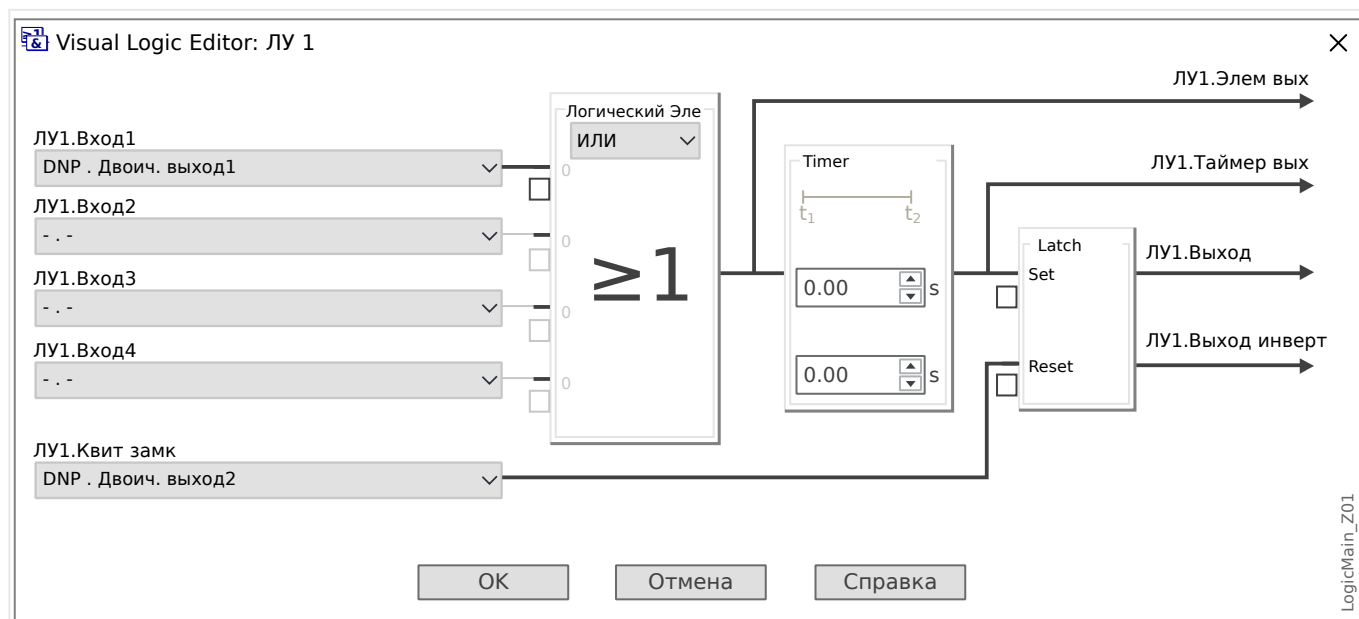 Visual Logic Editor: ЛУ 1
ЛУ1.Элем вых
Логический Эле
ИЛИ
ЛУ1.Вход1
DNP . Двоич. выход1
0
Timer
ЛУ1.Таймер вых
ЛУ1.Вход2
- . -
0
t1 t2
≥1
Latch
ЛУ1.Выход
Set
ЛУ1.Вход3
- . -
0
0.00 s
ЛУ1.Выход инверт
ЛУ1.Вход4
- . -
0
0.00 s
Reset
ЛУ1.Квит замк
DNP . Двоич. выход2
OK
Отмена
Справка
LogicMain_Z01